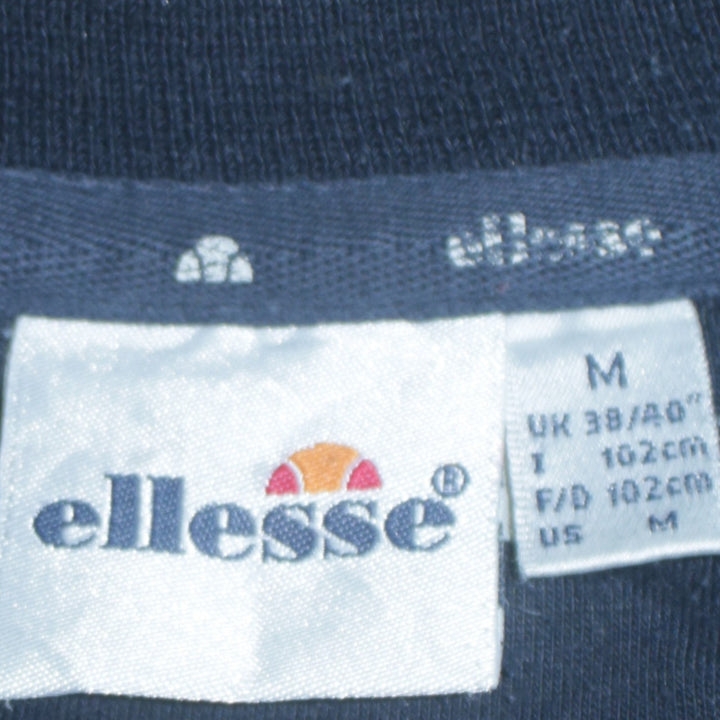 ellesse
ellesse®
M
UK 38/40"
I 102cm
F/D 102cm
US M